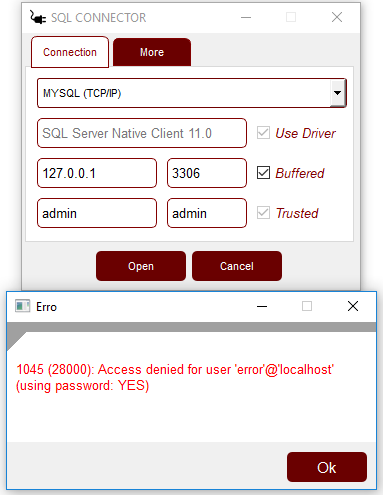 SQL CONNECTOR
Connection More
MYSQL (TCP/IP)
SQL Server Native Client 11.0 Use Driver
127.0.0.1 3306 Buffered
admin admin Trusted
Open Cancel
Erro
1045 (28000): Access denied for user 'error'@'localhost'
(using password: YES)
Ok